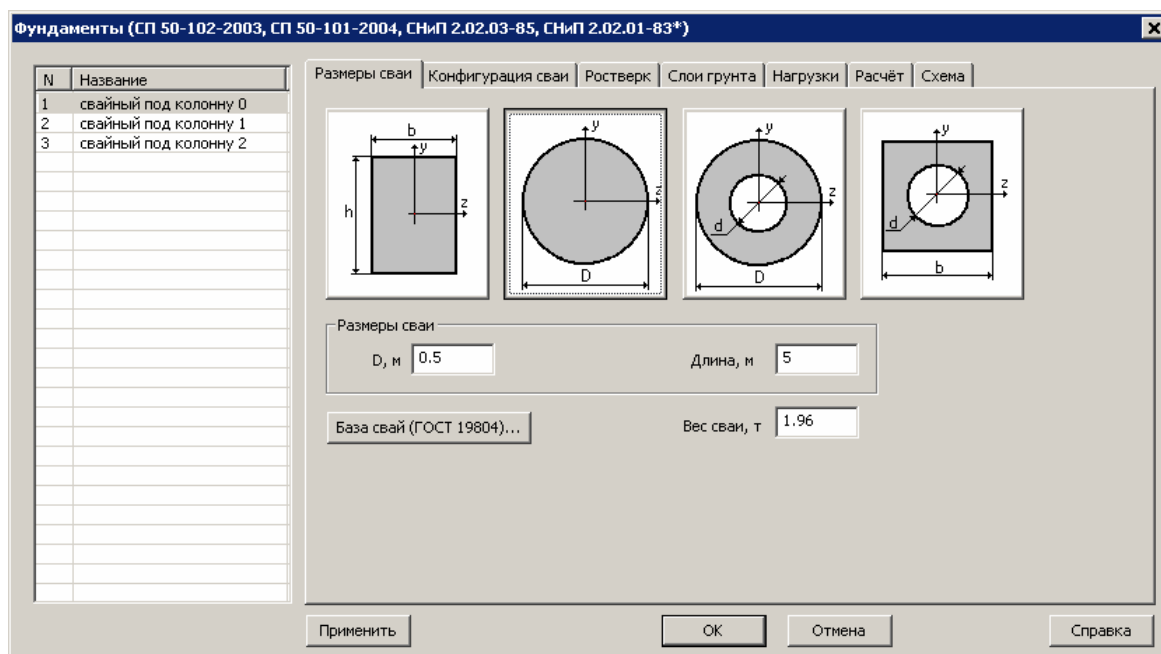 Фундаменты (СП 50-102-2003, СП 50-101-2004, СНиП 2.02.03-85, СНиП 2.02.01-83*)
N Название
1 свайный под колонну 0
2 свайный под колонну 1
3 свайный под колонну 2
Размеры сваи Конфигурация сваи Ростверк Слои грунта Нагрузки Расчёт Схема
b y z h
y z D
y z d D
y z d b
Размеры сваи
D, м 0.5 Длина, м 5
База свай (ГОСТ 19804)... Вес сваи, т 1.96
Применить OK Отмена Справка